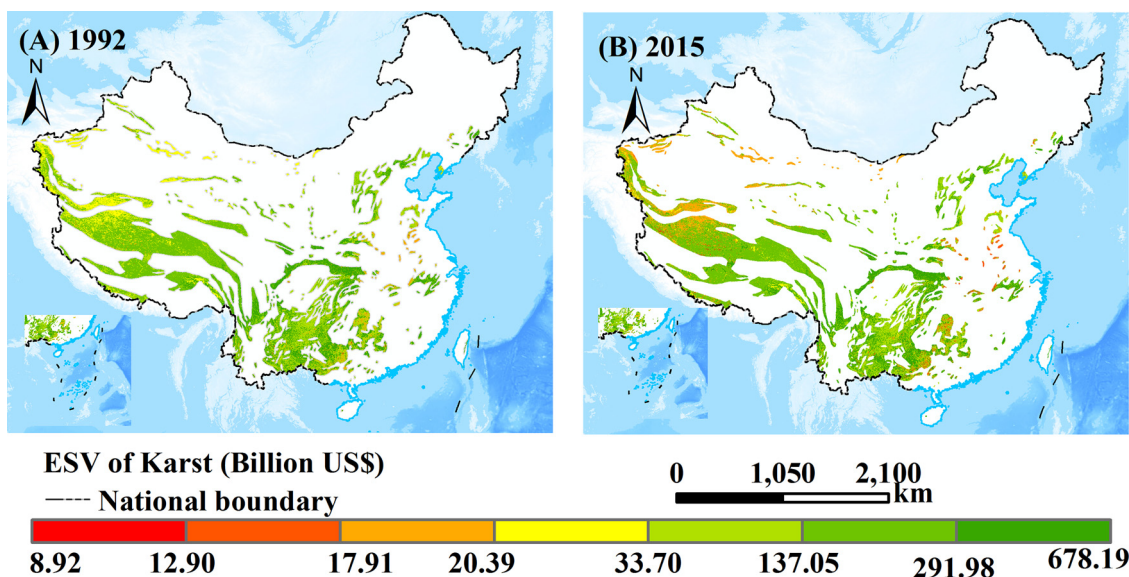 (A) 1992
N
(B) 2015
N
ESV of Karst (Billion US$)
National boundary
0 1,050 2,100
km
8.92 12.90 17.91 20.39 33.70 137.05 291.98 678.19